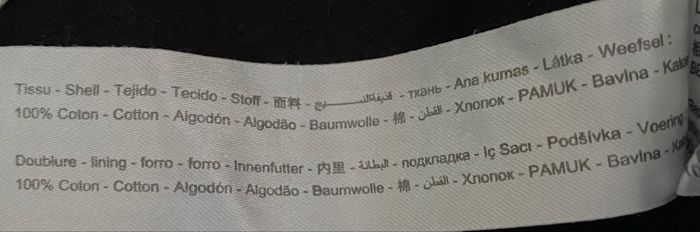 Tissu - Shell - Tejido - Tecido - Stoff - 面料 - ткань - Ana kumas - Látka - Weefsel :
100% Coton - Cotton - Algodón - Algodão - Baumwolle - 棉 - القطن - Хлопок - PAMUK - Bavlna -
Doublure - lining - forro - forro - Innenfutter - 内里 - البطانة - подкладка - Iç Sacı - Podšívka - Voering
100% Coton - Cotton - Algodón - Algodão - Baumwolle - 棉 - القطن - Хлопок - PAMUK - Bavlna -